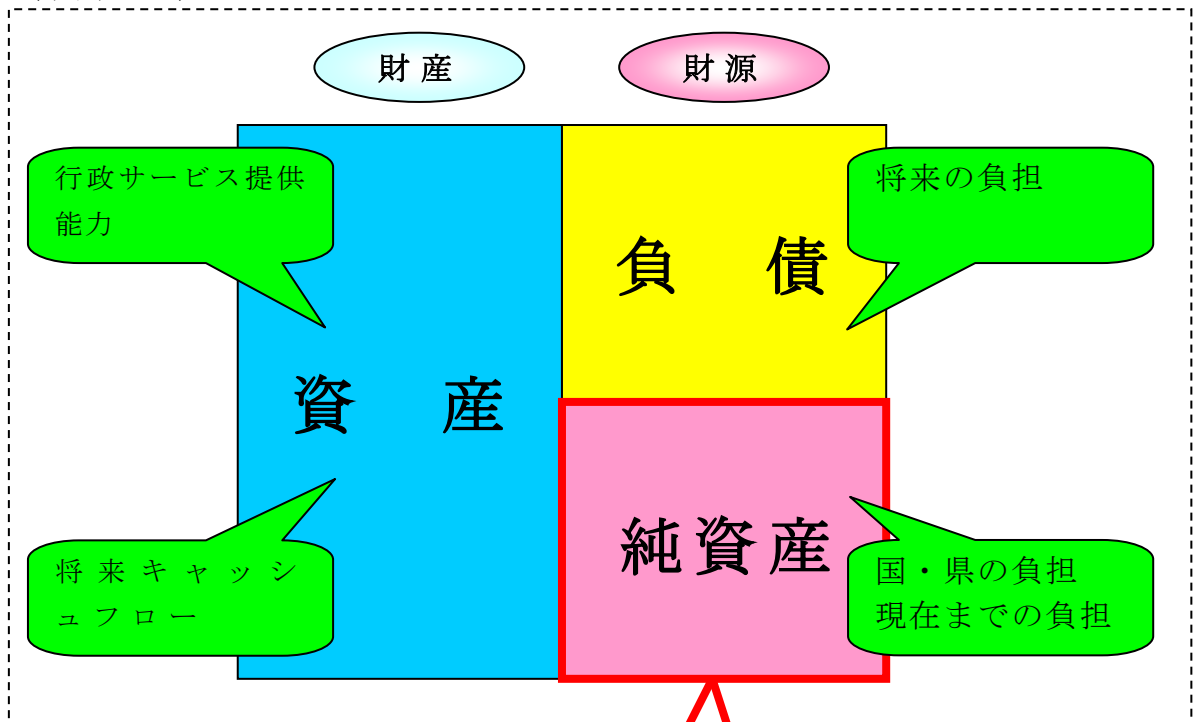 財産
財源
行政サービス提供
能力
将来の負担
負債
資産
純資産
将来キャッシ
ュフロー
国・県の負担
現在までの負担